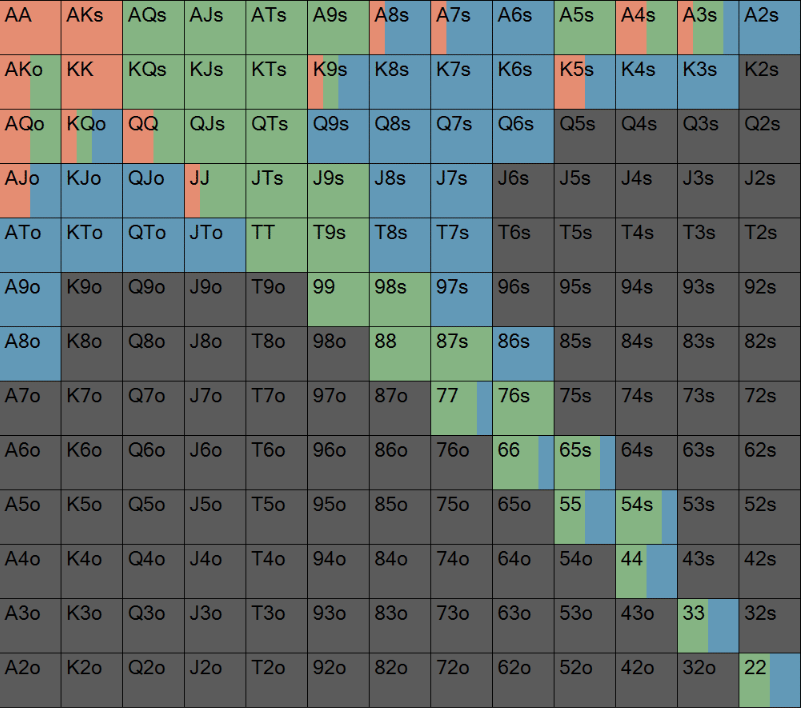 AA AKs AQs AJs ATs A9s A8s A7s A6s A5s A4s A3s A2s
AKo KK KQs KJs KTs K9s K8s K7s K6s K5s K4s K3s K2s
AQo KQo QQ QJs QTs Q9s Q8s Q7s Q6s Q5s Q4s Q3s Q2s
AJo KJo QJo JJ JTs J9s J8s J7s J6s J5s J4s J3s J2s
ATo KTo QTo JTo TT T9s T8s T7s T6s T5s T4s T3s T2s
A9o K9o Q9o J9o T9o 99 98s 97s 96s 95s 94s 93s 92s
A8o K8o Q8o J8o T8o 98o 88 87s 86s 85s 84s 83s 82s
A7o K7o Q7o J7o T7o 97o 87o 77 76s 75s 74s 73s 72s
A6o K6o Q6o J6o T6o 96o 86o 76o 66 65s 64s 63s 62s
A5o K5o Q5o J5o T5o 95o 85o 75o 65o 55 54s 53s 52s
A4o K4o Q4o J4o T4o 94o 84o 74o 64o 54o 44 43s 42s
A3o K3o Q3o J3o T3o 93o 83o 73o 63o 53o 43o 33 32s
A2o K2o Q2o J2o T2o 92o 82o 72o 62o 52o 42o 32o 22